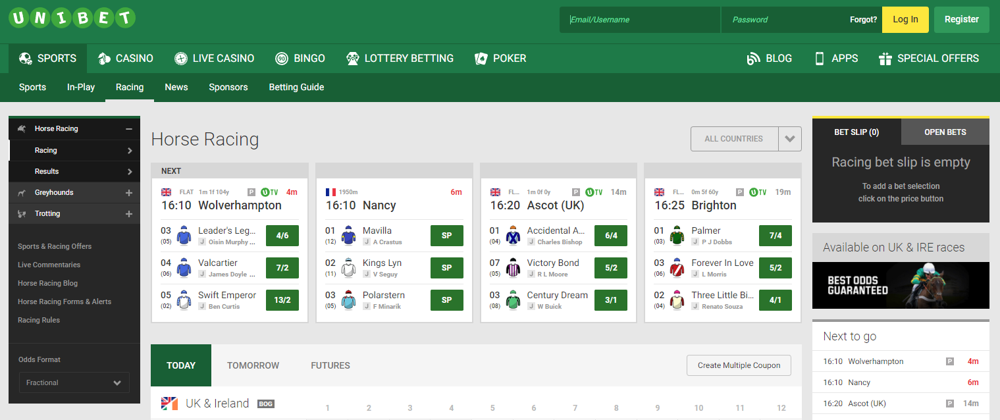 UNIBET
Email/Username
Password
Forgot?
Log In
Register
SPORTS
CASINO
LIVE CASINO
90 BINGO
LOTTERY BETTING
POKER
BLOG
APPS
SPECIAL OFFERS
Sports
In-Play
Racing
News
Sponsors
Betting Guide
Horse Racing
Racing
Results
Greyhounds
Trotting
Sports & Racing Offers
Live Commentaries
Horse Racing Blog
Horse Racing Forms & Alerts
Racing Rules
Odds Format
Fractional
Horse Racing
ALL COUNTRIES
NEXT
FLAT 1m 1f 104y P U TV 4m
16:10 Wolverhampton
03 Leader's Leg... 4/6
(05) J Oisin Murphy ...
04 Valcartier 7/2
(06) J James Doyle ...
05 Swift Emperor 13/2
(02) J Ben Curtis
1950m 6m
16:10 Nancy
01 Mavilla SP
(12) J A Crastus
02 Kings Lyn SP
(11) J V Seguy
03 Polarstern SP
(05) J F Minarik
FL... 1m 0f 0y P U TV 14m
16:20 Ascot (UK)
01 Accidental A... 6/4
(04) J Charles Bishop
07 Victory Bond 5/2
(05) J R L Moore
03 Century Dream 3/1
(08) J W Buick
FL... 0m 5f 60y P U TV 19m
16:25 Brighton
01 Palmer 7/4
(03) J P J Dobbs
03 Forever In Love 5/2
(06) J L Morris
02 Three Little Bi... 4/1
(04) J Renato Souza
TODAY
TOMORROW
FUTURES
Create Multiple Coupon
UK & Ireland BOG 1 2 3 4 5 6 7 8 9 10 11 12
BET SLIP (0)
OPEN BETS
Racing bet slip is empty
To add a bet selection
click on the price button
Available on UK & IRE races
BEST ODDS
GUARANTEED
Next to go
16:10 Wolverhampton P 4m
16:10 Nancy 6m
16:20 Ascot (UK) P 14m